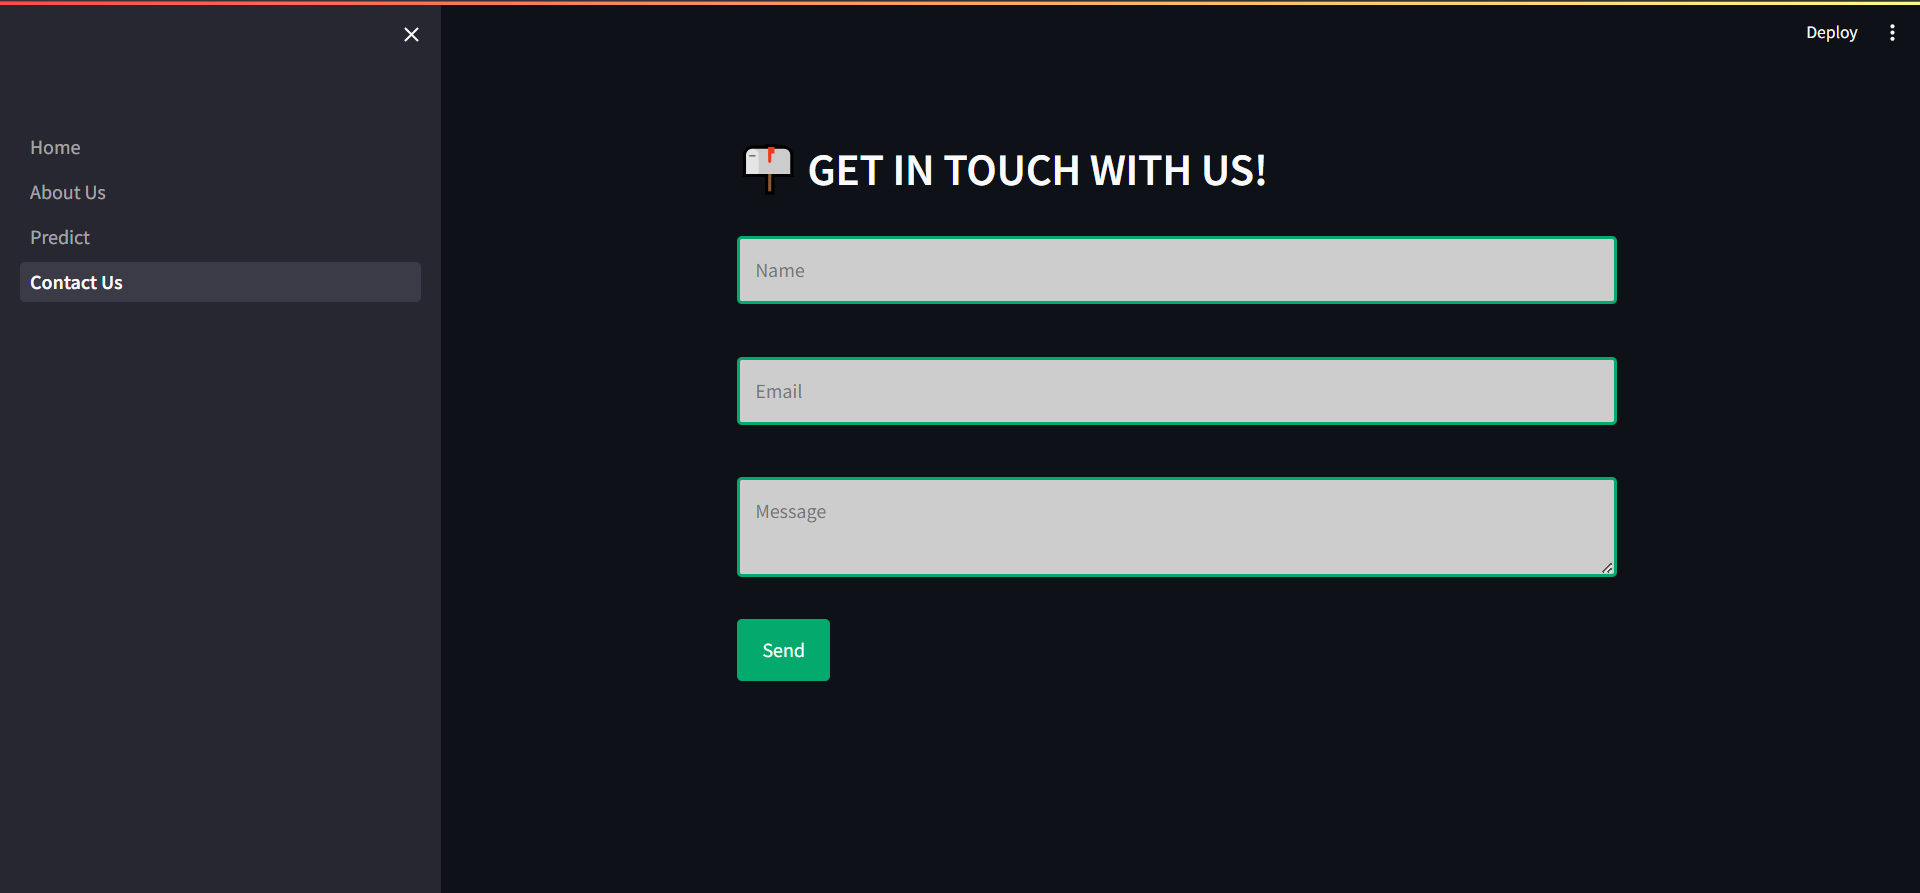 Deploy
Home
About Us
Predict
Contact Us
GET IN TOUCH WITH US!
Name
Email
Message
Send